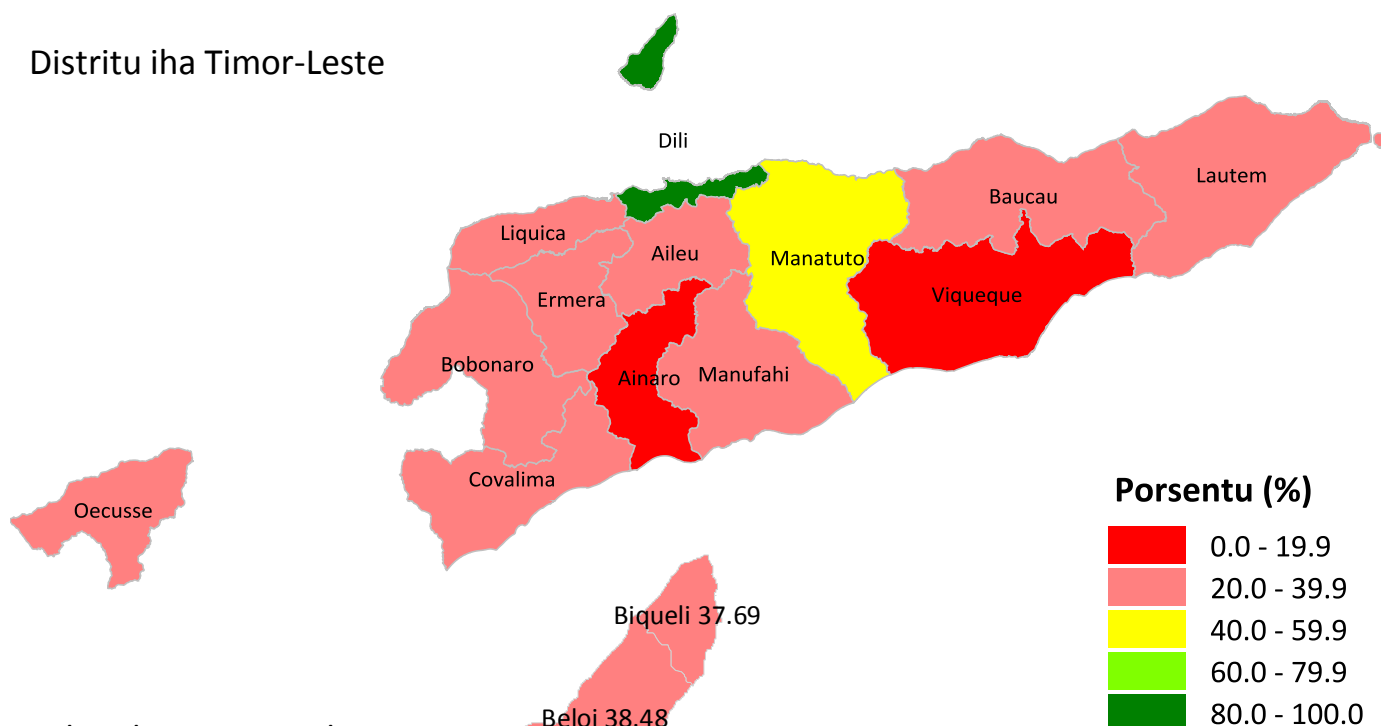 Distritu iha Timor-Leste
Dili
Lautem
Baucau
Liquica
Aileu
Manatuto
Viqueque
Ermera
Bobonaro
Ainaro
Manufahi
Covalima
Oecusse
Porsentu (%)
0.0 - 19.9
20.0 - 39.9
40.0 - 59.9
60.0 - 79.9
80.0 - 100.0
Biqueli 37.69
Beloi 38.48